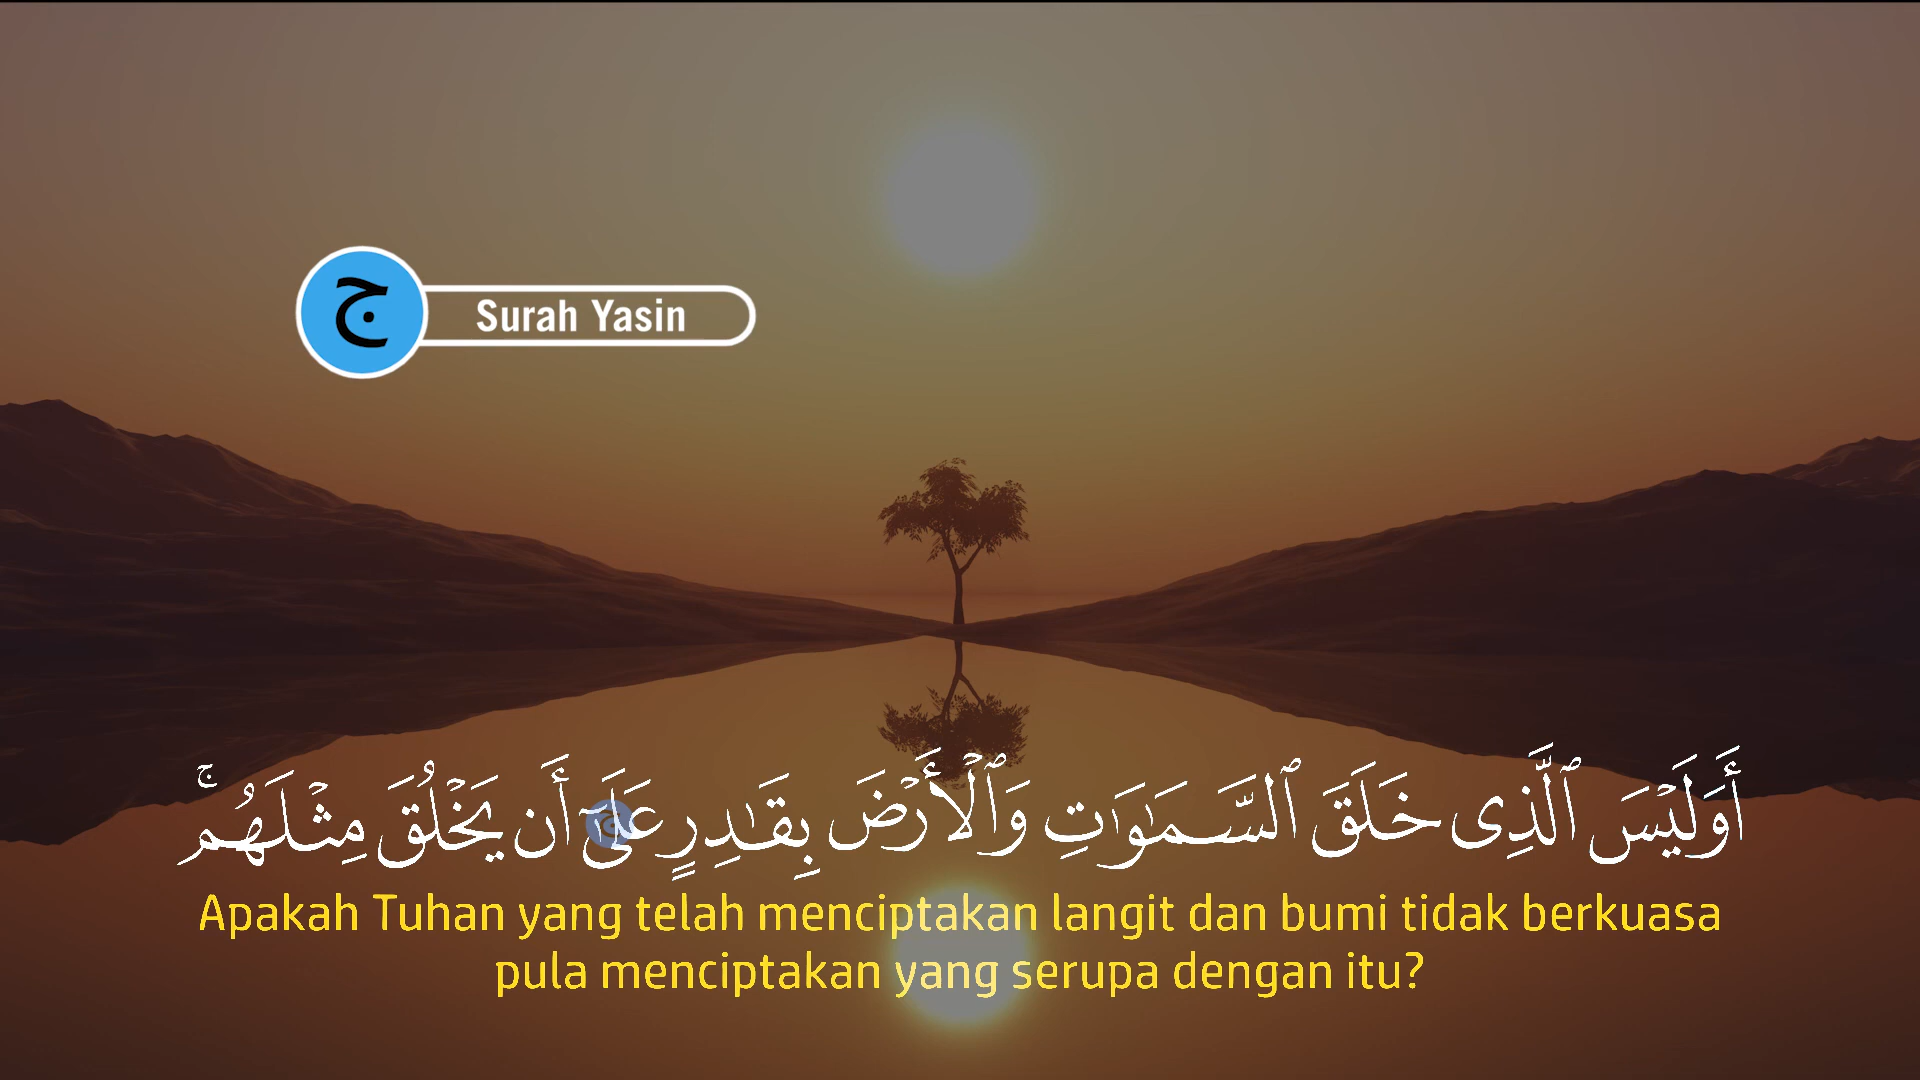 ج
Surah Yasin
أَوَلَيْسَ ٱلَّذِى خَلَقَ ٱلسَّمَـٰوَٰتِ وَٱلْأَرْضَ بِقَـٰدِرٍ عَلَىٰٓ أَن يَخْلُقَ مِثْلَهُم ۚ
Apakah Tuhan yang telah menciptakan langit dan bumi tidak berkuasa
pula menciptakan yang serupa dengan itu?